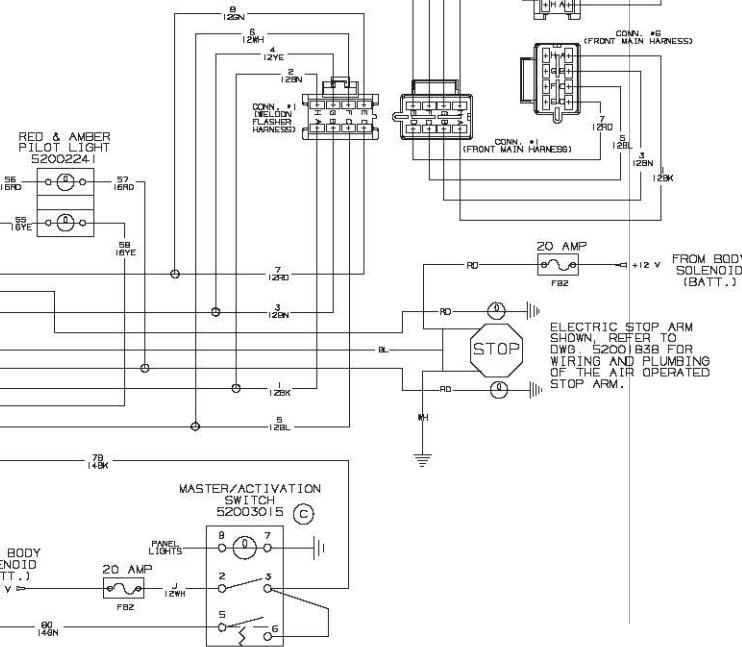 8
12GN
6
12WH
4
12YE
2
12BN
CONN. #1
(WELDON
FLASHER
HARNESS)
H G F E
A B C D
H A
CONN. #6
(FRONT MAIN HARNESS)
H A
G B
F C
E D
CONN. #1
(FRONT MAIN HARNESS)
7
12RD
5
12BL
3
12BN
1
12BK
RED & AMBER
PILOT LIGHT
52002241
56
16RD
57
16RD
55
16YE
58
16YE
7
12RD
3
12BN
1
12BK
5
12BL
20 AMP
RD
FB2
+12 V
FROM BODY
SOLENOID
(BATT.)
RD
BL
STOP
RD
WH
ELECTRIC STOP ARM
SHOWN, REFER TO
DWG. 52001838 FOR
WIRING AND PLUMBING
OF THE AIR OPERATED
STOP ARM.
79
14BK
MASTER/ACTIVATION
SWITCH
52003015 C
PANEL
LIGHTS
8 7
BODY
ENOID
TT.)
V
20 AMP
FB2
J
12WH
2 3
5 6
80
14GN